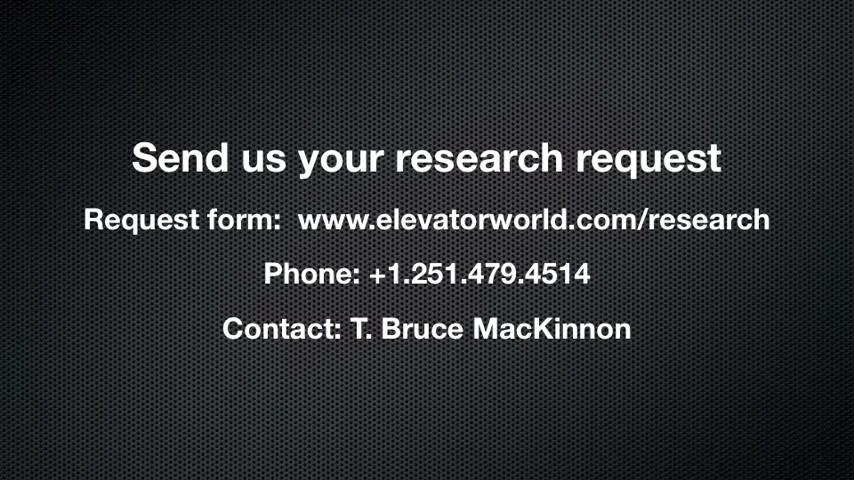 Send us your research request
Request form:  www.elevatorworld.com/research
Phone: +1.251.479.4514
Contact: T. Bruce MacKinnon